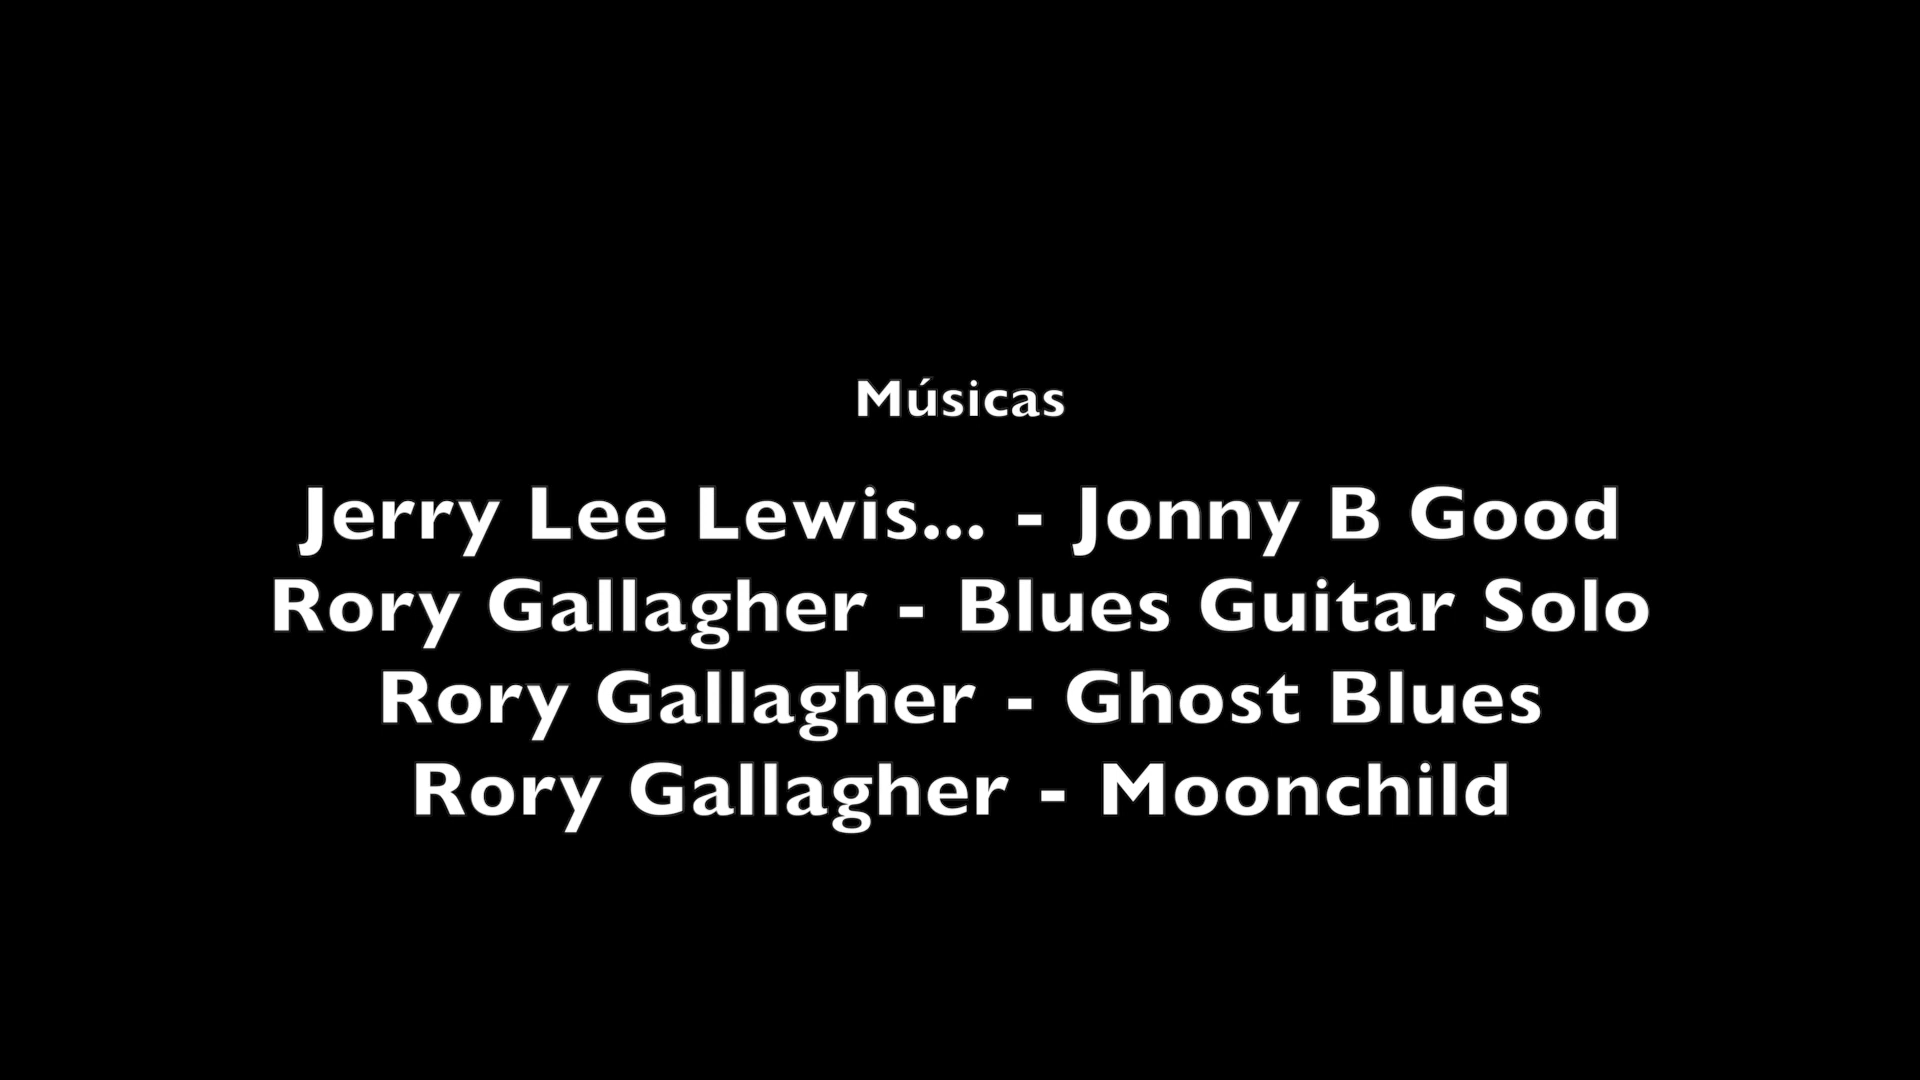 Músicas
Jerry Lee Lewis... - Jonny B Good
Rory Gallagher - Blues Guitar Solo
Rory Gallagher - Ghost Blues
Rory Gallagher - Moonchild